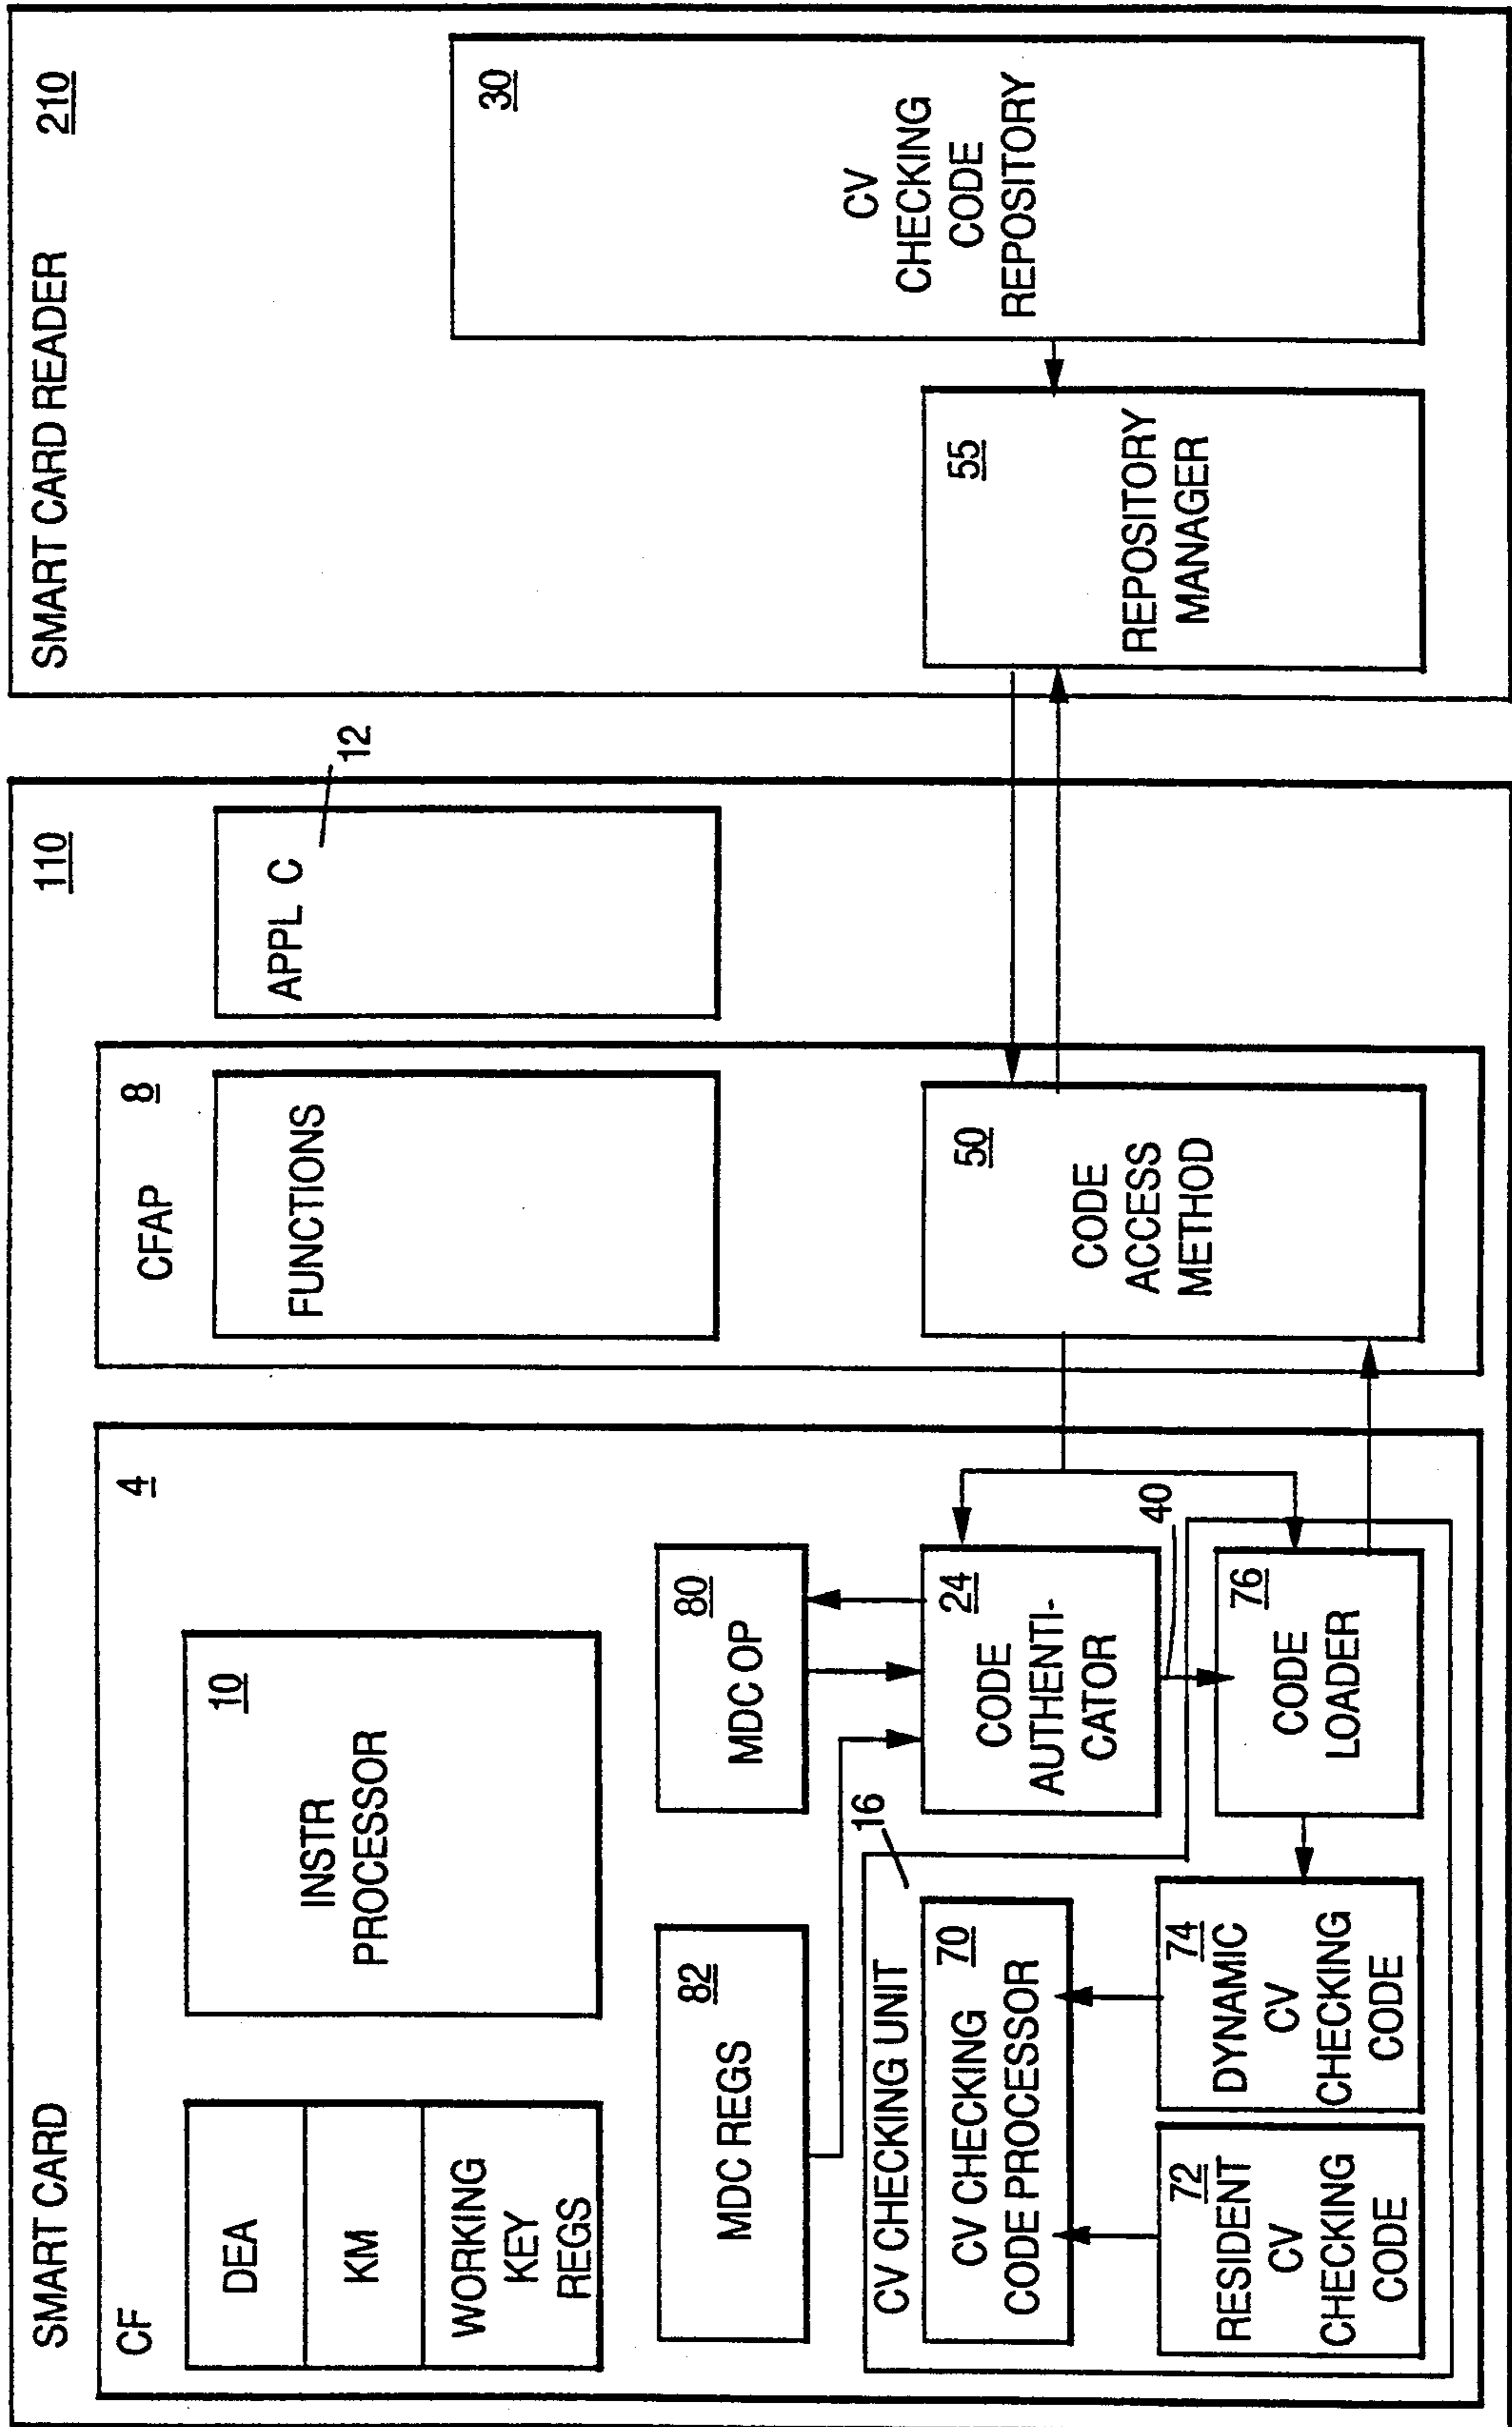 SMART CARD
110
CF
4
DEA
KM
WORKING
KEY
REGS
10
INSTR
PROCESSOR
82
MDC REGS
80
MDC OP
CV CHECKING UNIT
16
70
CV CHECKING
CODE PROCESSOR
24
CODE
AUTHENTI-
CATOR
40
72
RESIDENT
CV
CHECKING
CODE
74
DYNAMIC
CV
CHECKING
CODE
76
CODE
LOADER
CFAP
8
FUNCTIONS
50
CODE
ACCESS
METHOD
APPL C
12
SMART CARD READER
210
55
REPOSITORY
MANAGER
30
CV
CHECKING
CODE
REPOSITORY